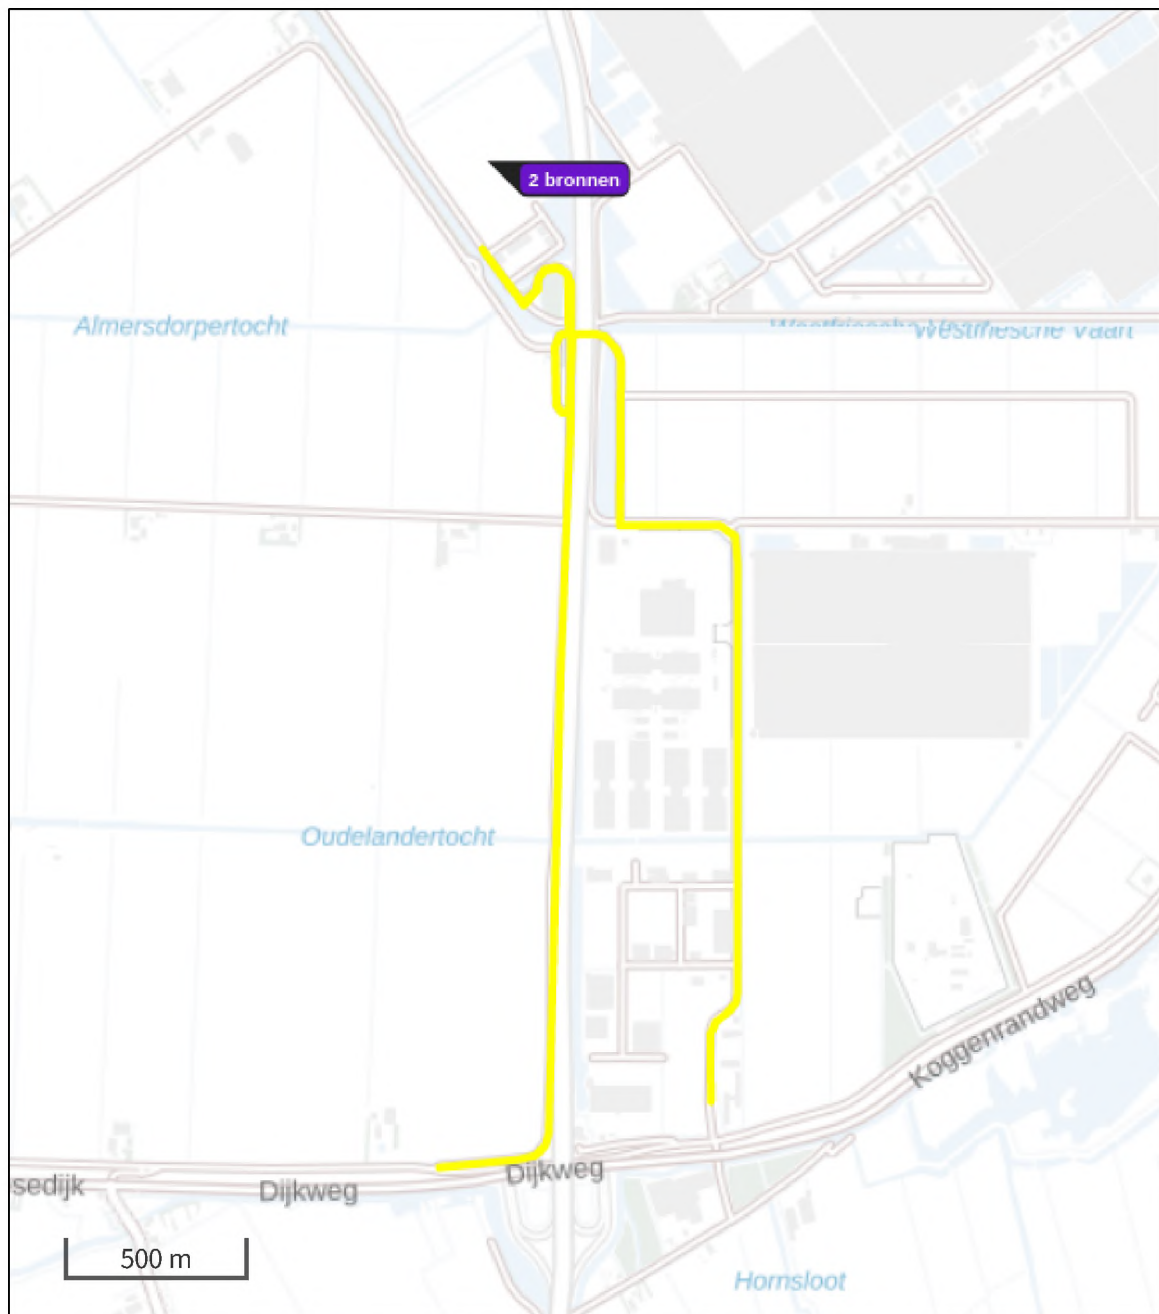 2 bronnen
Almersdorpertocht
Westfriesche Vaart
Oudelandertocht
Koggenrandweg
Dijkweg
sedijk
Dijkweg
500 m
Hornsloot